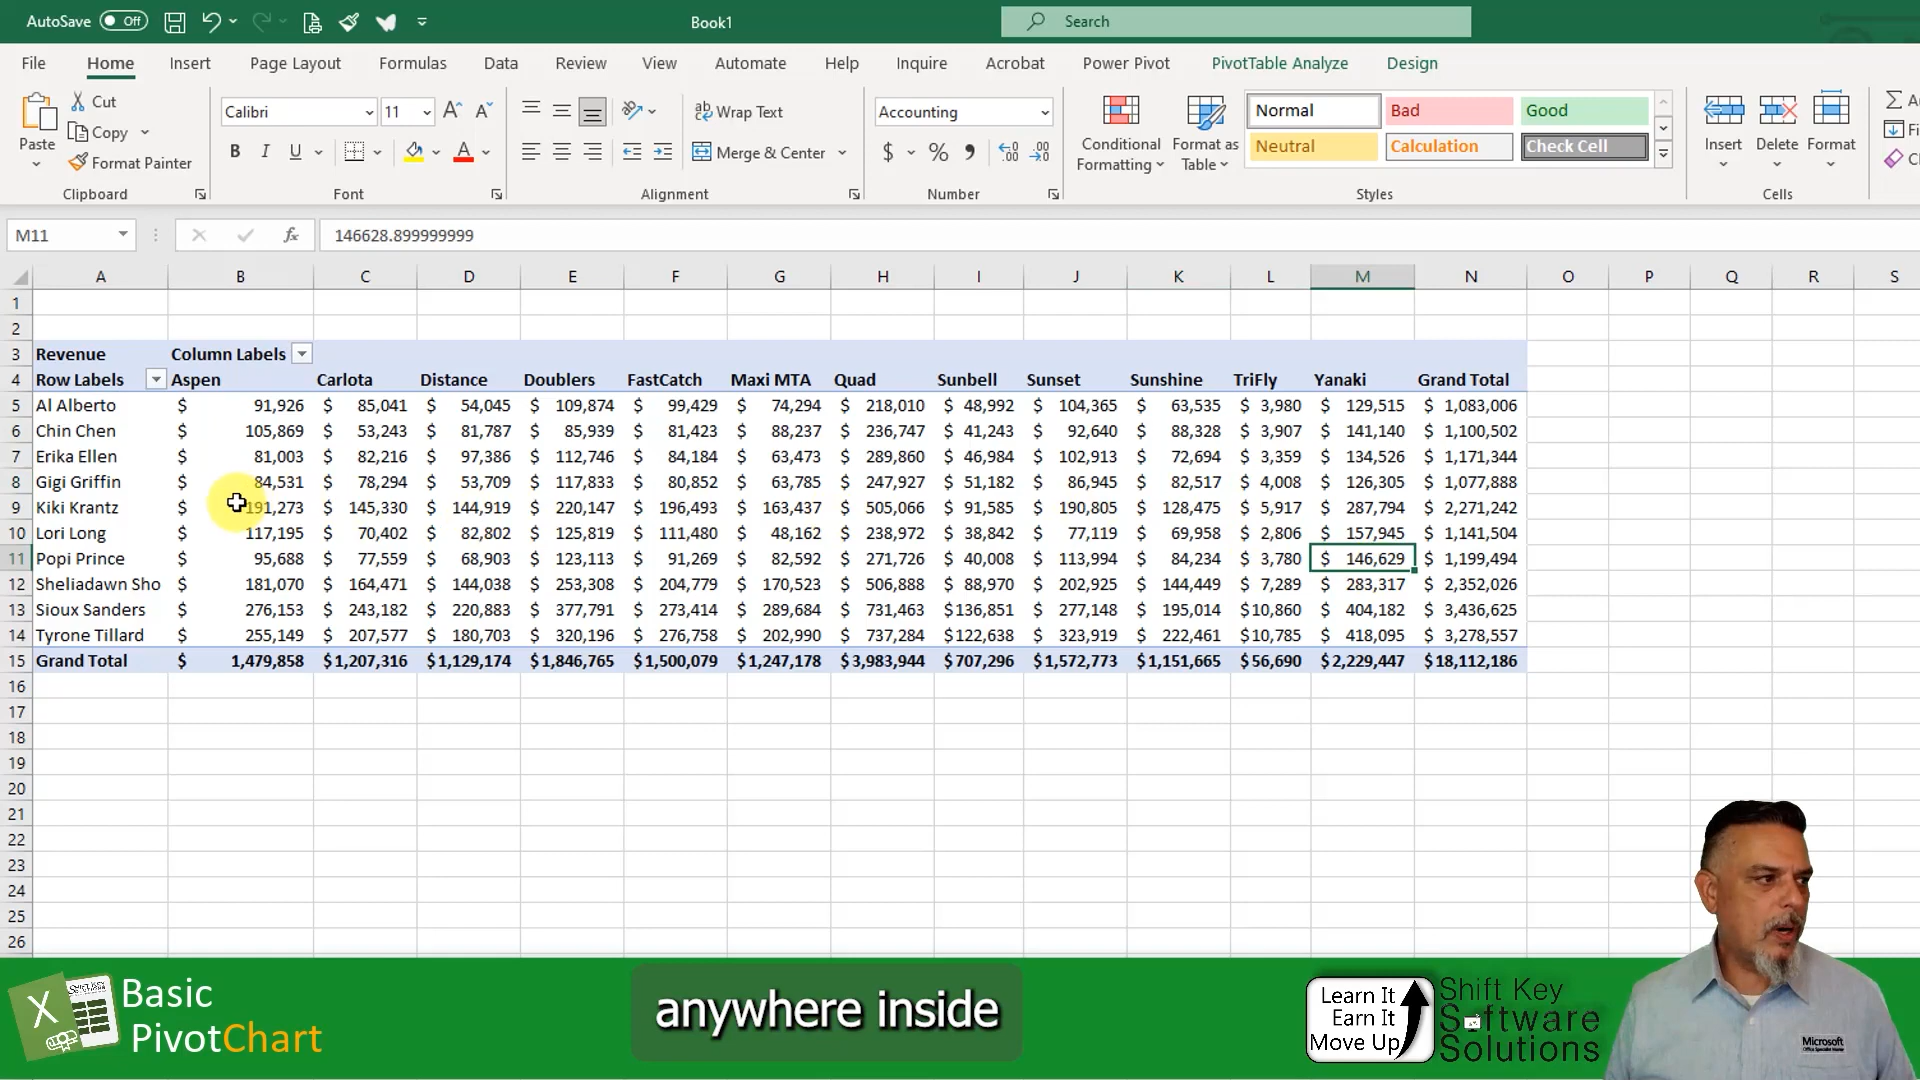 AutoSave Off Book1 Search
File Home Insert Page Layout Formulas Data Review View Automate Help Inquire Acrobat Power Pivot PivotTable Analyze Design
Cut
Copy
Format Painter
Paste
Clipboard
Calibri 11
B I U A
Font
Wrap Text
Merge & Center
Alignment
Accounting
$ %
Number
Conditional Formatting
Format as Table
Normal Bad Good
Neutral Calculation Check Cell
Styles
Insert Delete Format
Cells
M11 fx 146628.899999999
A B C D E F G H I J K L M N O P Q R S
1
2
3 Revenue Column Labels
4 Row Labels Aspen Carlota Distance Doublers FastCatch Maxi MTA Quad Sunbell Sunset Sunshine TriFly Yanaki Grand Total
5 Al Alberto $ 91,926 $ 85,041 $ 54,045 $ 109,874 $ 99,429 $ 74,294 $ 218,010 $ 48,992 $ 104,365 $ 63,535 $ 3,980 $ 129,515 $ 1,083,006
6 Chin Chen $ 105,869 $ 53,243 $ 81,787 $ 85,939 $ 81,423 $ 88,237 $ 236,747 $ 41,243 $ 92,640 $ 88,328 $ 3,907 $ 141,140 $ 1,100,502
7 Erika Ellen $ 81,003 $ 82,216 $ 97,386 $ 112,746 $ 84,184 $ 63,473 $ 289,860 $ 46,984 $ 102,913 $ 72,694 $ 3,359 $ 134,526 $ 1,171,344
8 Gigi Griffin $ 84,531 $ 78,294 $ 53,709 $ 117,833 $ 80,852 $ 63,785 $ 247,927 $ 51,182 $ 86,945 $ 82,517 $ 4,008 $ 126,305 $ 1,077,888
9 Kiki Krantz $ 191,273 $ 145,330 $ 144,919 $ 220,147 $ 196,493 $ 163,437 $ 505,066 $ 91,585 $ 190,805 $ 128,475 $ 5,917 $ 287,794 $ 2,271,242
10 Lori Long $ 117,195 $ 70,402 $ 82,802 $ 125,819 $ 111,480 $ 48,162 $ 238,972 $ 38,842 $ 77,119 $ 69,958 $ 2,806 $ 157,945 $ 1,141,504
11 Popi Prince $ 95,688 $ 77,559 $ 68,903 $ 123,113 $ 91,269 $ 82,592 $ 271,726 $ 40,008 $ 113,994 $ 84,234 $ 3,780 $ 146,629 $ 1,199,494
12 Sheliadawn Sho $ 181,070 $ 164,471 $ 144,038 $ 253,308 $ 204,779 $ 170,523 $ 506,888 $ 88,970 $ 202,925 $ 144,449 $ 7,289 $ 283,317 $ 2,352,026
13 Sioux Sanders $ 276,153 $ 243,182 $ 220,883 $ 377,791 $ 273,414 $ 289,684 $ 731,463 $136,851 $ 277,148 $ 195,014 $10,860 $ 404,182 $ 3,436,625
14 Tyrone Tillard $ 255,149 $ 207,577 $ 180,703 $ 320,196 $ 276,758 $ 202,990 $ 737,284 $122,638 $ 323,919 $ 222,461 $10,785 $ 418,095 $ 3,278,557
15 Grand Total $ 1,479,858 $1,207,316 $1,129,174 $1,846,765 $1,500,079 $1,247,178 $3,983,944 $707,296 $1,572,773 $1,151,665 $56,690 $2,229,447 $18,112,186
16
17
18
19
20
21
22
23
24
25
26
Basic
PivotChart
anywhere inside
Learn It
Earn It
Move Up
Shift Key
Software
Solutions
Microsoft